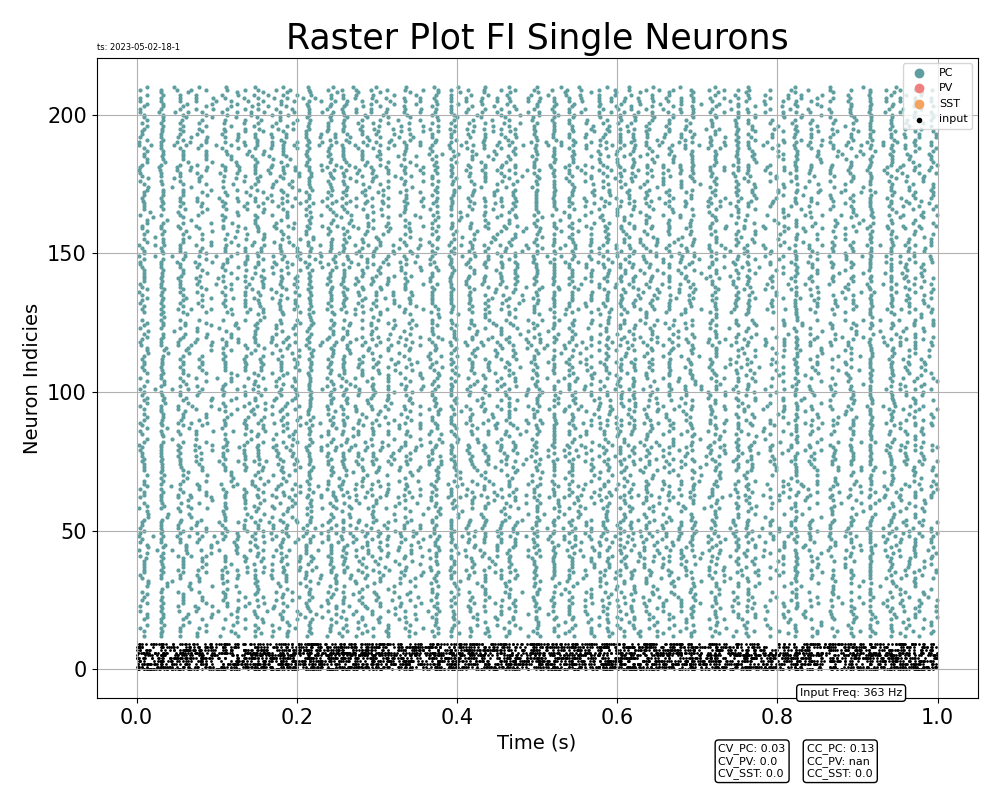 Raster Plot FI Single Neurons
ts: 2023-05-02-18-1
PC
PV
SST
input
200
150
100
50
0
Neuron Indicies
0.0 0.2 0.4 0.6 0.8 1.0
Time (s)
Input Freq: 363 Hz
CV_PC: 0.03
CV_PV: 0.0
CV_SST: 0.0
CC_PC: 0.13
CC_PV: nan
CC_SST: 0.0